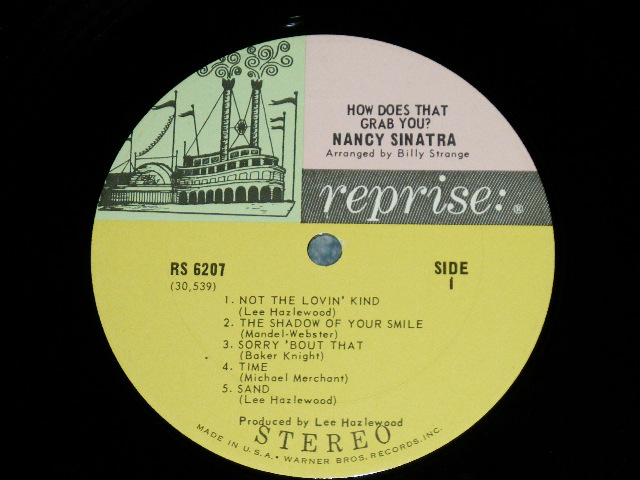 HOW DOES THAT
GRAB YOU?
NANCY SINATRA
Arranged by Billy Strange
reprise: ®
RS 6207
(30,539)
SIDE
1
1. NOT THE LOVIN' KIND
(Lee Hazlewood)
2. THE SHADOW OF YOUR SMILE
(Mandel-Webster)
3. SORRY 'BOUT THAT
(Baker Knight)
4. TIME
(Michael Merchant)
5. SAND
(Lee Hazlewood)
Produced by Lee Hazlewood
STEREO
MADE IN U.S.A. • WARNER BROS. RECORDS, INC.